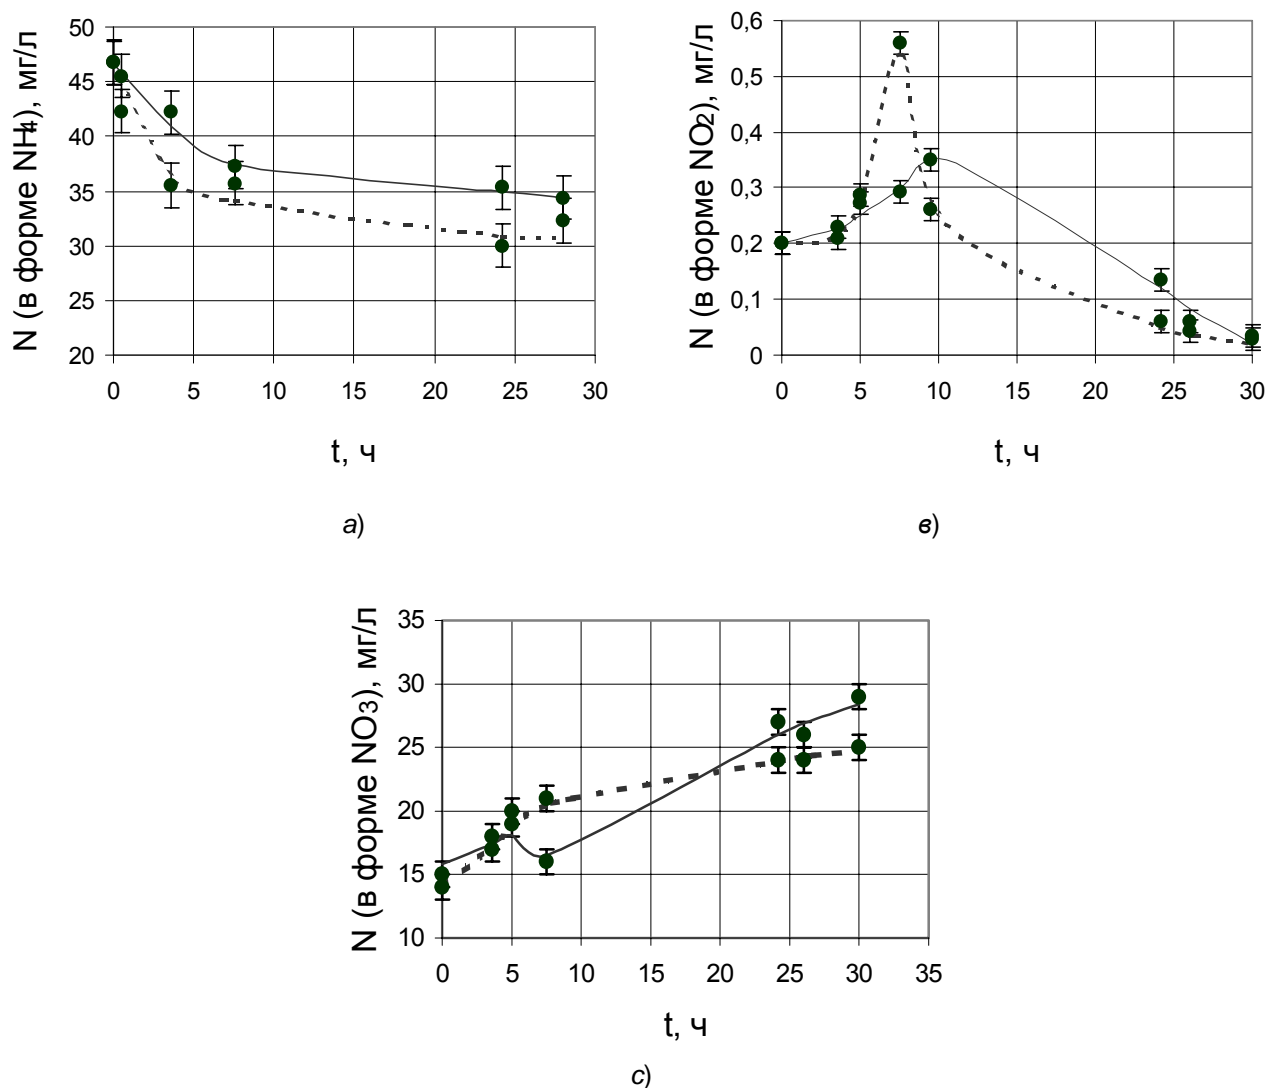 N (в форме NH4), мг/л
50
45
40
35
30
25
20
0 5 10 15 20 25 30
t, ч
а)
N (в форме NO2), мг/л
0,6
0,5
0,4
0,3
0,2
0,1
0
0 5 10 15 20 25 30
t, ч
в)
N (в форме NO3), мг/л
35
30
25
20
15
10
0 5 10 15 20 25 30 35
t, ч
с)